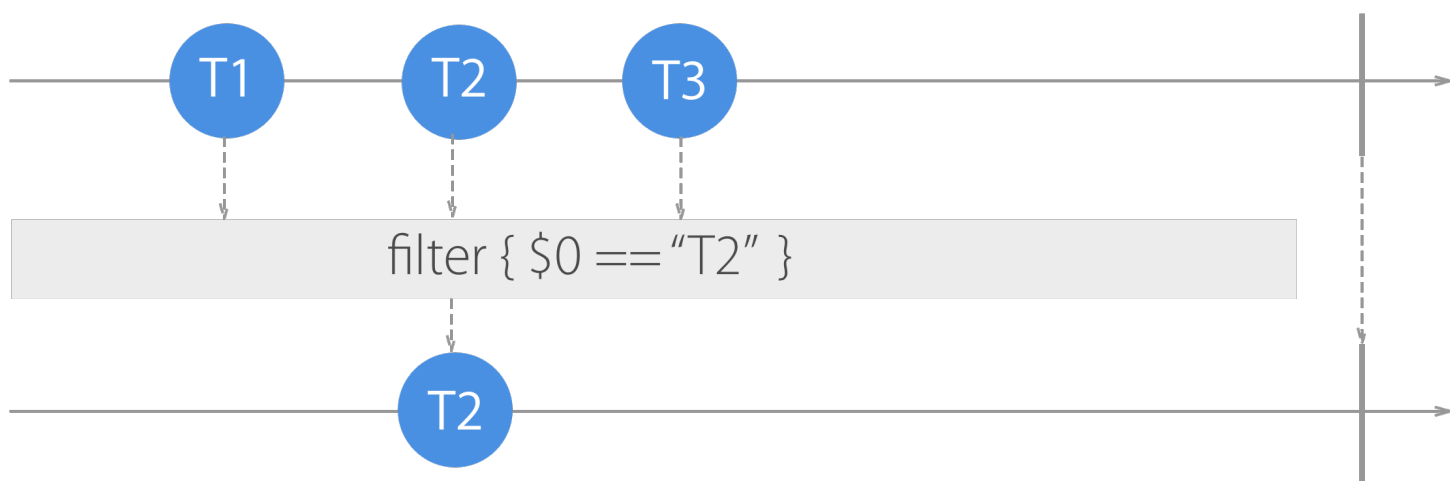 T1 T2 T3
filter { $0 == “T2” }
T2